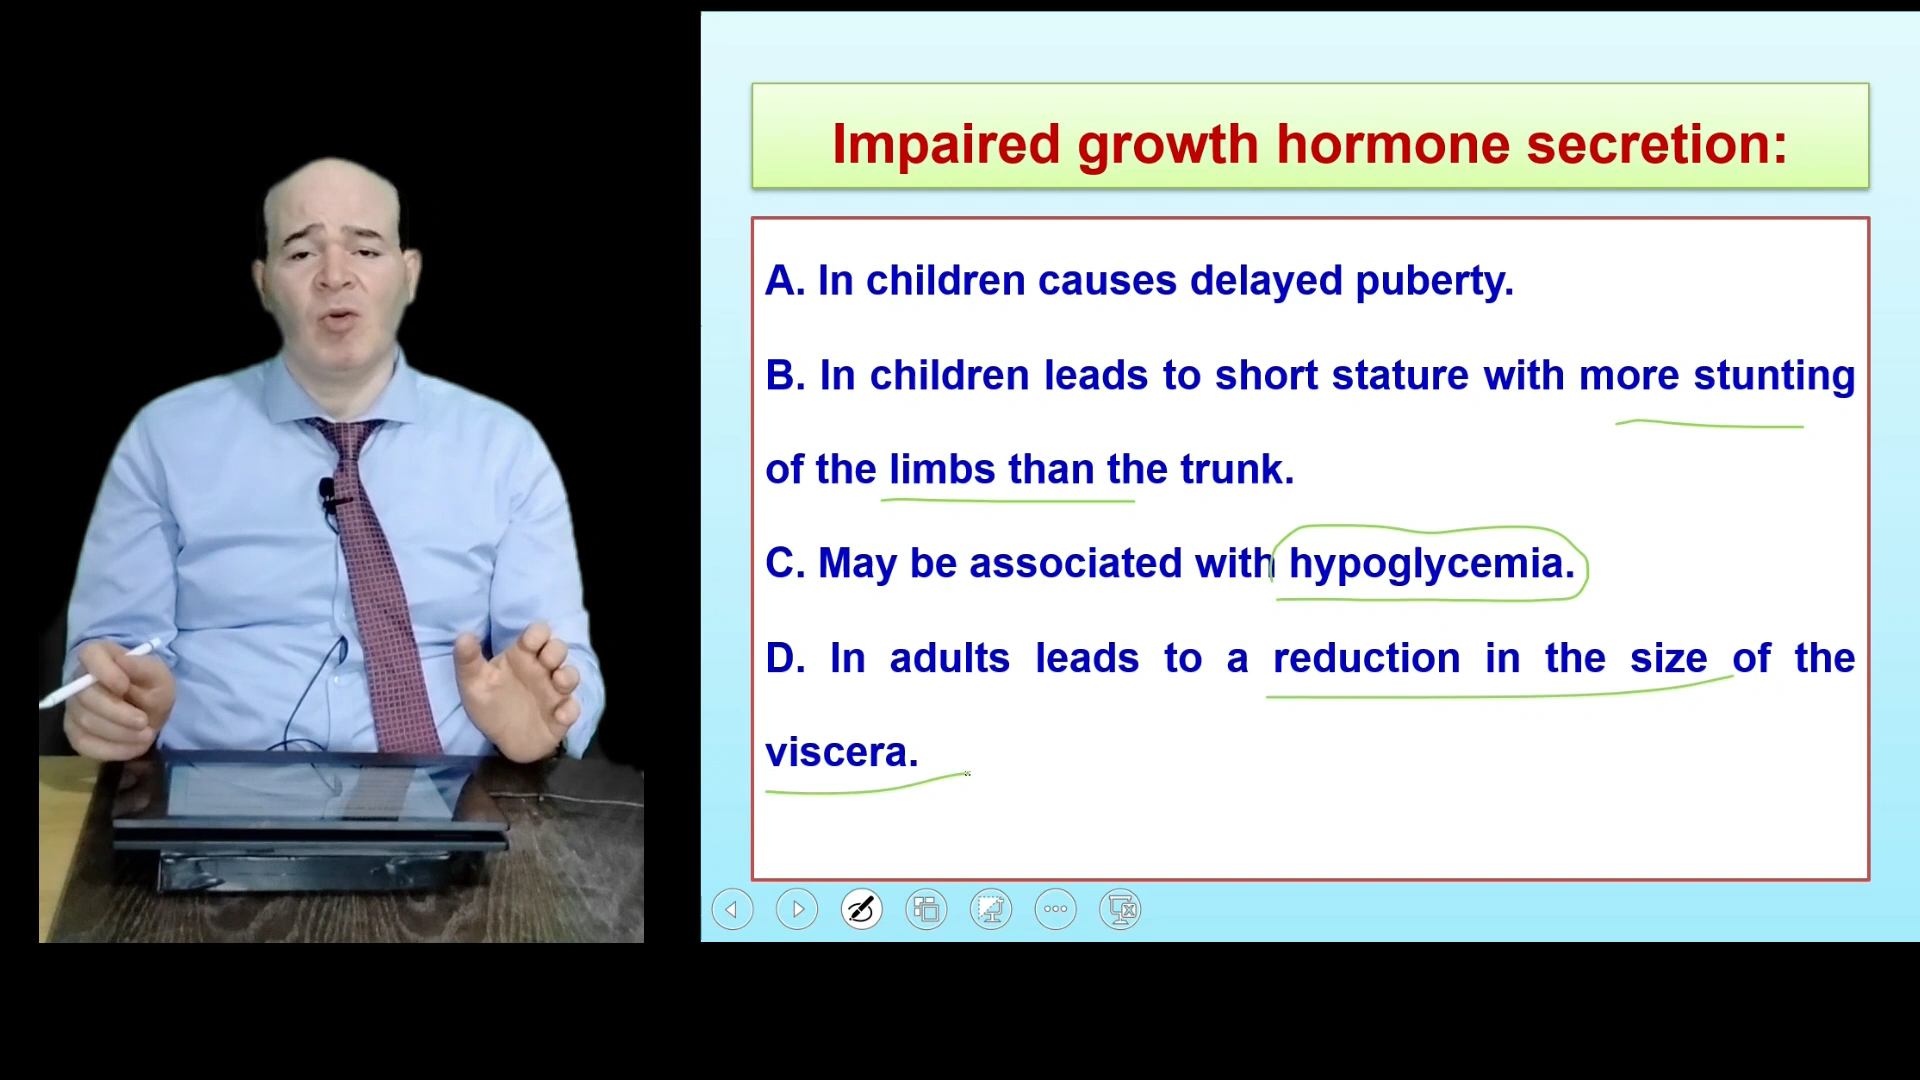 Impaired growth hormone secretion:
A. In children causes delayed puberty.
B. In children leads to short stature with more stunting
of the limbs than the trunk.
C. May be associated with hypoglycemia.
D. In adults leads to a reduction in the size of the
viscera.